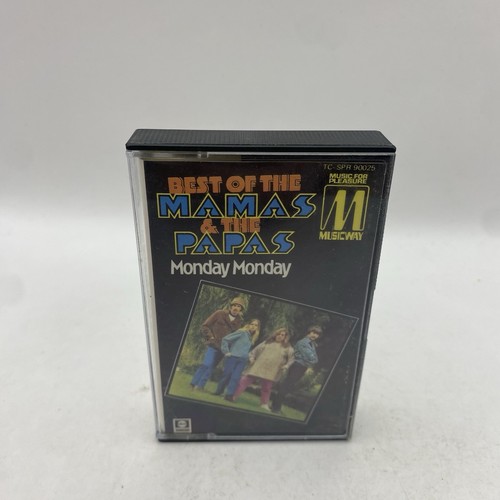 TC-SPR 90025
BEST OF THE
MAMAS
& THE
PAPAS
Monday Monday
MUSIC FOR
PLEASURE
M
MUSICWAY